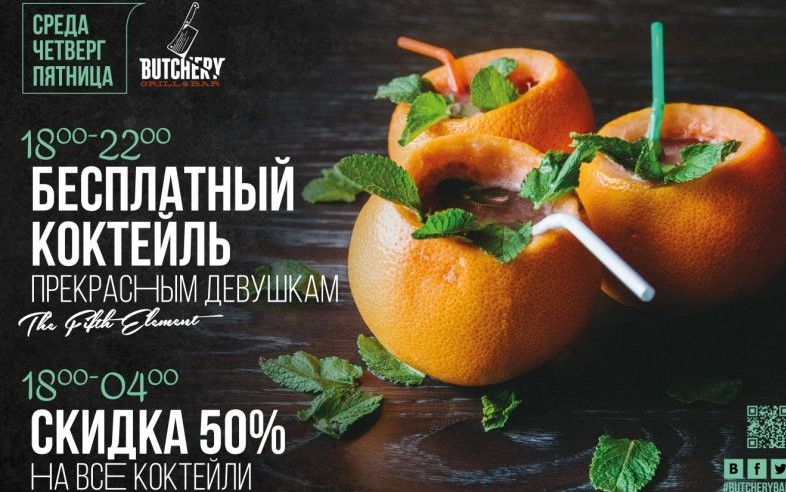 СРЕДА
ЧЕТВЕРГ
ПЯТНИЦА
BUTCHERY
GRILL & BAR
18⁰⁰-22⁰⁰
БЕСПЛАТНЫЙ
КОКТЕЙЛЬ
ПРЕКРАСНЫМ ДЕВУШКАМ
The Fifth Element
18⁰⁰-04⁰⁰
СКИДКА 50%
НА ВСЕ КОКТЕЙЛИ
B f
#BUTCHERYBAR